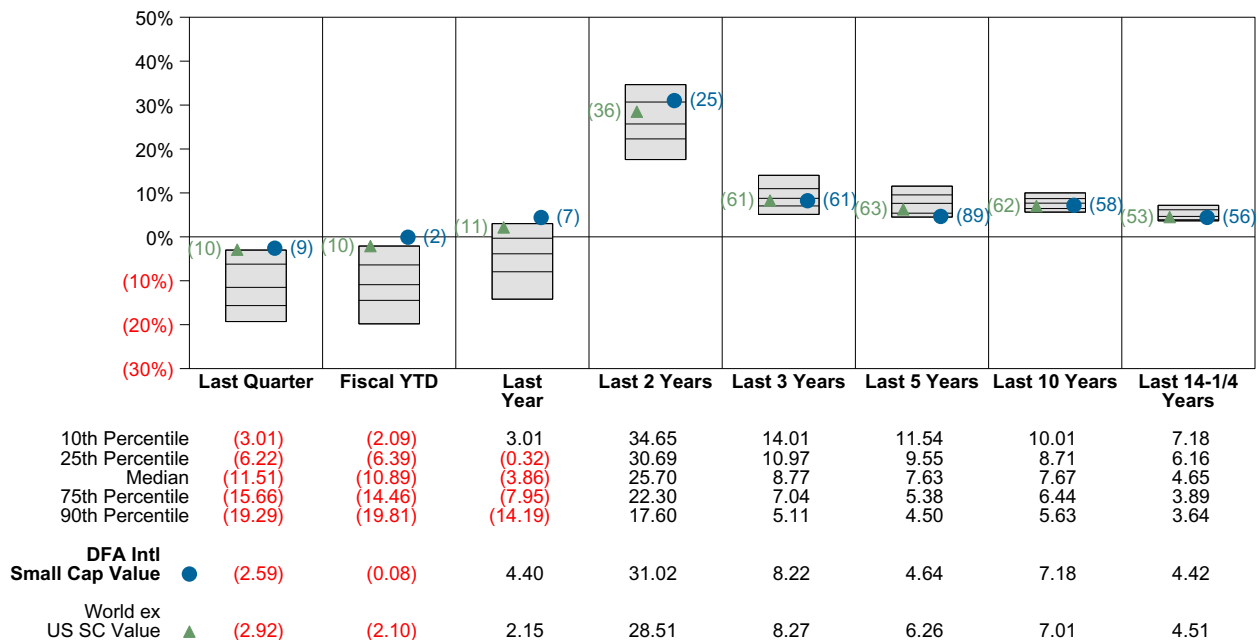 50%
40%
30%
20%
10%
0%
(10%)
(20%)
(30%)
(10) (9)
(10) (2)
(11) (7)
(36) (25)
(61) (61)
(63) (89)
(62) (58)
(53) (56)
Last Quarter Fiscal YTD Last Last 2 Years Last 3 Years Last 5 Years Last 10 Years Last 14-1/4
Year Years
10th Percentile (3.01) (2.09) 3.01 34.65 14.01 11.54 10.01 7.18
25th Percentile (6.22) (6.39) (0.32) 30.69 10.97 9.55 8.71 6.16
Median (11.51) (10.89) (3.86) 25.70 8.77 7.63 7.67 4.65
75th Percentile (15.66) (14.46) (7.95) 22.30 7.04 5.38 6.44 3.89
90th Percentile (19.29) (19.81) (14.19) 17.60 5.11 4.50 5.63 3.64
DFA Intl
Small Cap Value (2.59) (0.08) 4.40 31.02 8.22 4.64 7.18 4.42
World ex
US SC Value (2.92) (2.10) 2.15 28.51 8.27 6.26 7.01 4.51